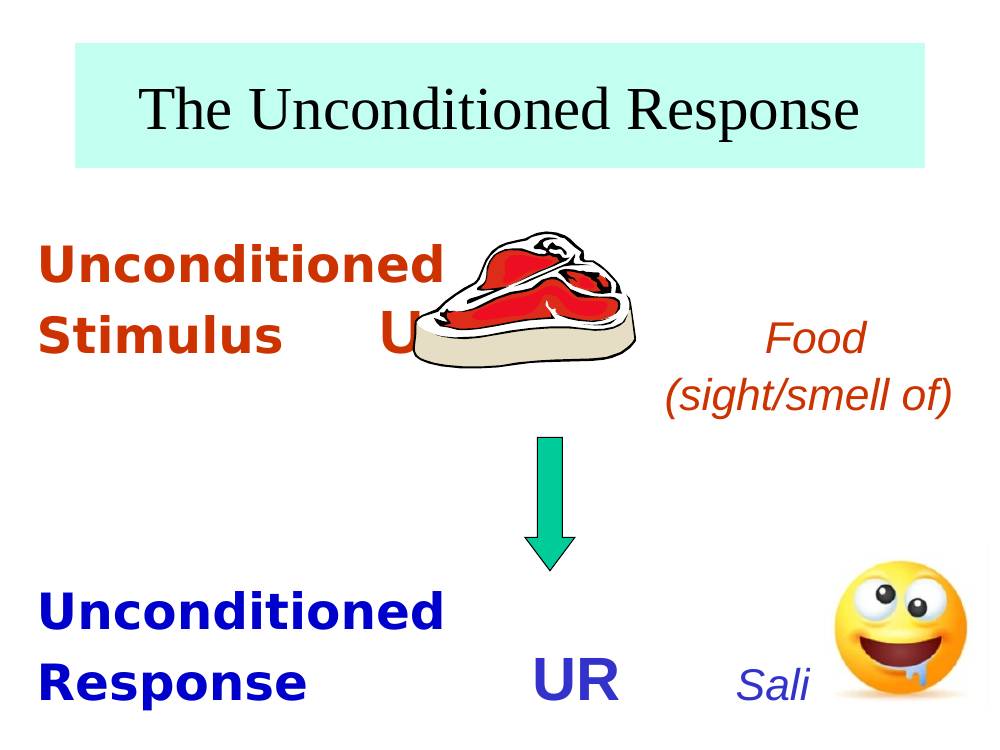 The Unconditioned Response
Unconditioned
Stimulus U
Food
(sight/smell of)
Unconditioned
Response UR Sali